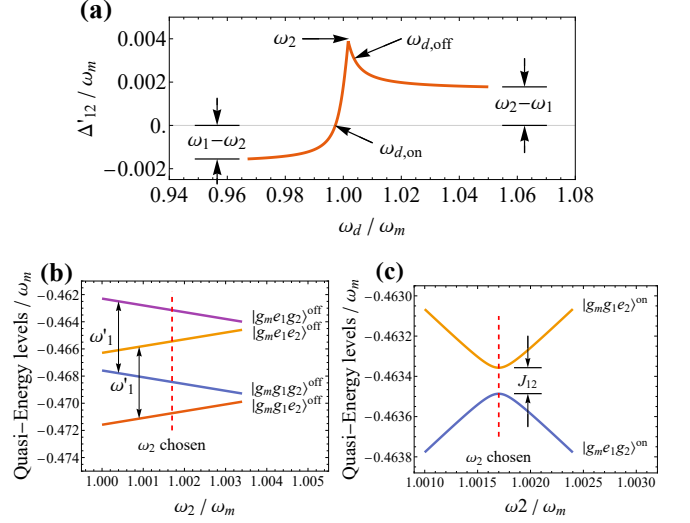 (a)
Δ'12 / ωm
0.004
0.002
0.
−0.002
ω2
ωd,off
ω1−ω2
ωd,on
ω2−ω1
0.94 0.96 0.98 1.00 1.02 1.04 1.06 1.08
ωd / ωm
(b)
Quasi−Energy levels / ωm
−0.462
−0.464
−0.466
−0.468
−0.470
−0.472
−0.474
ω'1
ω'1
|gme1g2⟩off
|gme1e2⟩off
|gmg1g2⟩off
|gmg1e2⟩off
ω2 chosen
1.000 1.001 1.002 1.003 1.004 1.005
ω2 / ωm
(c)
Quasi−Energy levels / ωm
−0.4630
−0.4632
−0.4634
−0.4636
−0.4638
|gmg1e2⟩on
J12
|gme1g2⟩on
ω2 chosen
1.0010 1.0015 1.0020 1.0025 1.0030
ω2 / ωm